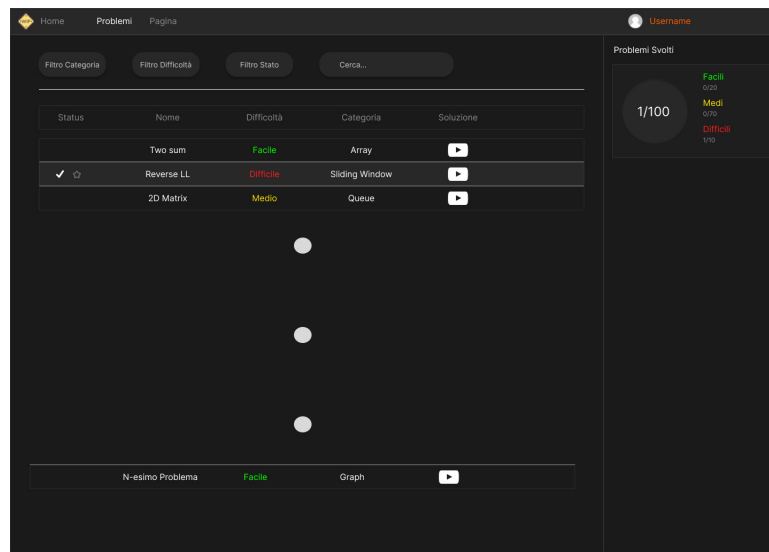 Home Problemi Pagina Username
Filtro Categoria Filtro Difficoltà Filtro Stato Cerca...
Status Nome Difficoltà Categoria Soluzione
Two sum Facile Array
Reverse LL Difficile Sliding Window
2D Matrix Medio Queue
N-esimo Problema Facile Graph
Problemi Svolti
1/100
Facili
0/20
Medi
0/70
Difficili
1/10